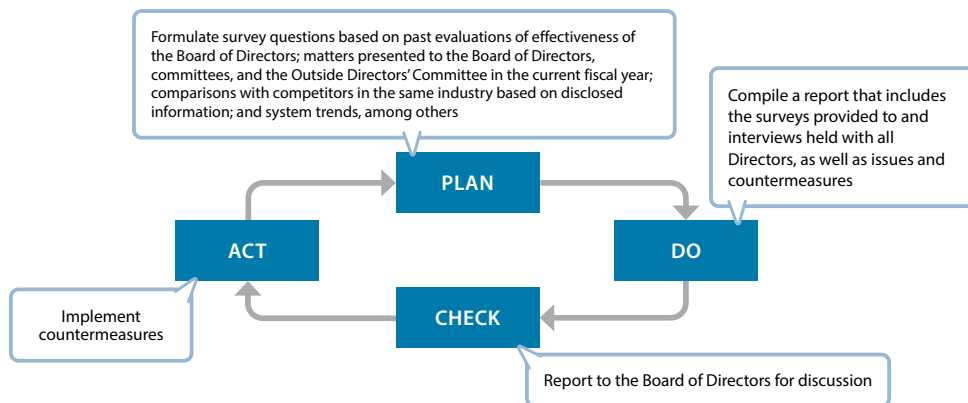 Formulate survey questions based on past evaluations of effectiveness of
the Board of Directors; matters presented to the Board of Directors,
committees, and the Outside Directors' Committee in the current fiscal year;
comparisons with competitors in the same industry based on disclosed
information; and system trends, among others
Compile a report that includes
the surveys provided to and
interviews held with all
Directors, as well as issues and
countermeasures
PLAN
ACT
DO
CHECK
Implement
countermeasures
Report to the Board of Directors for discussion